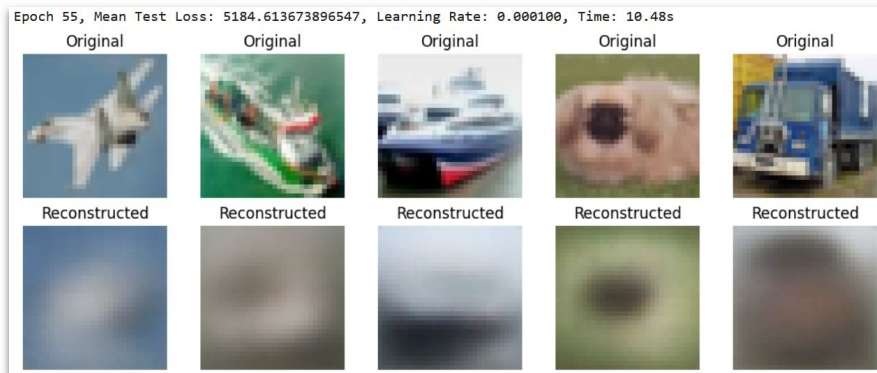 Epoch 55, Mean Test Loss: 5184.613673896547, Learning Rate: 0.000100, Time: 10.48s
Original Original Original Original Original
Reconstructed Reconstructed Reconstructed Reconstructed Reconstructed